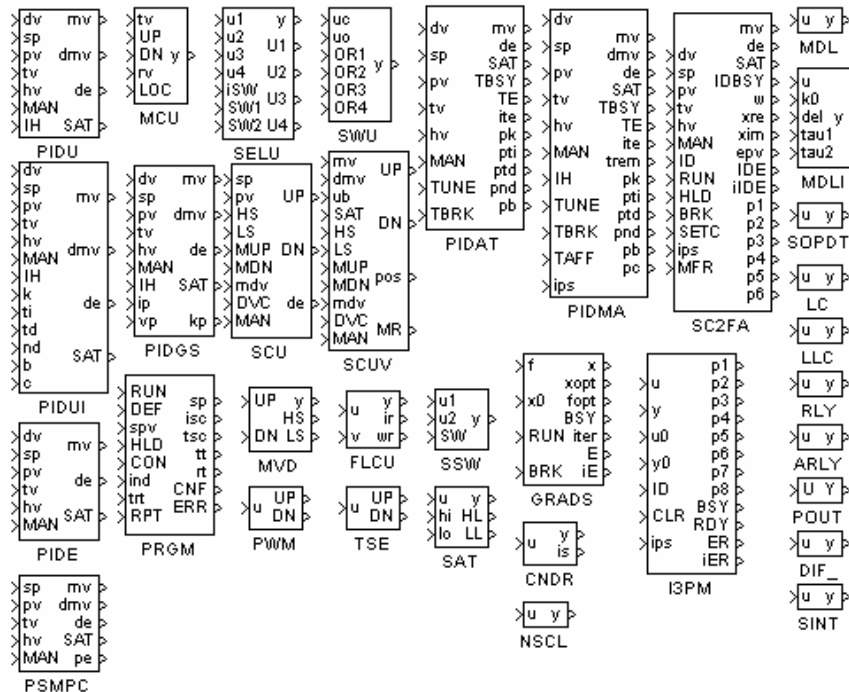 dv mv
sp
pv dmv
tv
hv de
MAN
IH SAT
PIDU
tv
UP
DN y
rv
LOC
MCU
u1 y
u2
u3 U1
u4 U2
iSW
SW1 U3
SW2 U4
SELU
uc
uo
OR1
OR2 y
OR3
OR4
SWU
dv mv
de
sp SAT
pv TBSY
TE
tv ite
hv pk
pti
MAN ptd
TUNE pnd
TBRK pb
PIDAT
dv mv
sp dmv
de
pv SAT
tv TBSY
hv TE
ite
MAN trem
IH pk
pti
TUNE ptd
TBRK pnd
TAFF pb
pc
ips
PIDMA
mv
dv de
SAT
sp IDBSY
pv w
tv xre
hv xim
MAN epv
ID IDE
RUN iIDE
HLD p1
BRK p2
SETC p3
ips p4
MFR p5
p6
SC2FA
u y
MDL
u
k0
del y
tau1
tau2
MDLI
u y
SOPDT
u y
LC
u y
LLC
u y
RLY
u y
ARLY
U Y
POUT
u y
DIF_
u y
SINT
dv
sp mv
pv
tv
hv dmv
MAN
IH
k
ti de
td
nd SAT
b
c
PIDUI
dv mv
sp
pv dmv
tv
hv de
MAN
IH SAT
ip
vp kp
PIDGS
sp
pv UP
HS
LS
MUP
MDN DN
mdv
DVC de
MAN
SCU
mv UP
dmv
ub
SAT DN
HS
LS
MUP pos
MDN
mdv
DVC MR
MAN
SCUV
dv mv
sp
pv de
tv
hv SAT
MAN
PIDE
RUN sp
DEF isc
spv tsc
HLD tt
CON rt
ind CNF
trt ERR
RPT
PRGM
UP y
HS
DN LS
MVD
u y
ir
v wr
FLCU
u1
u2 y
SW
SSW
u UP
DN
PWM
u UP
DN
TSE
u y
hi HL
lo LL
SAT
f x
xopt
x0 fopt
BSY
RUN iter
E
BRK iE
GRADS
u y
is
CNDR
u y
NSCL
p1
u p2
p3
y p4
u0 p5
y0 p6
p7
ID p8
CLR BSY
RDY
ips ER
iER
I3PM
sp mv
pv dmv
tv de
hv SAT
MAN pe
PSMPC